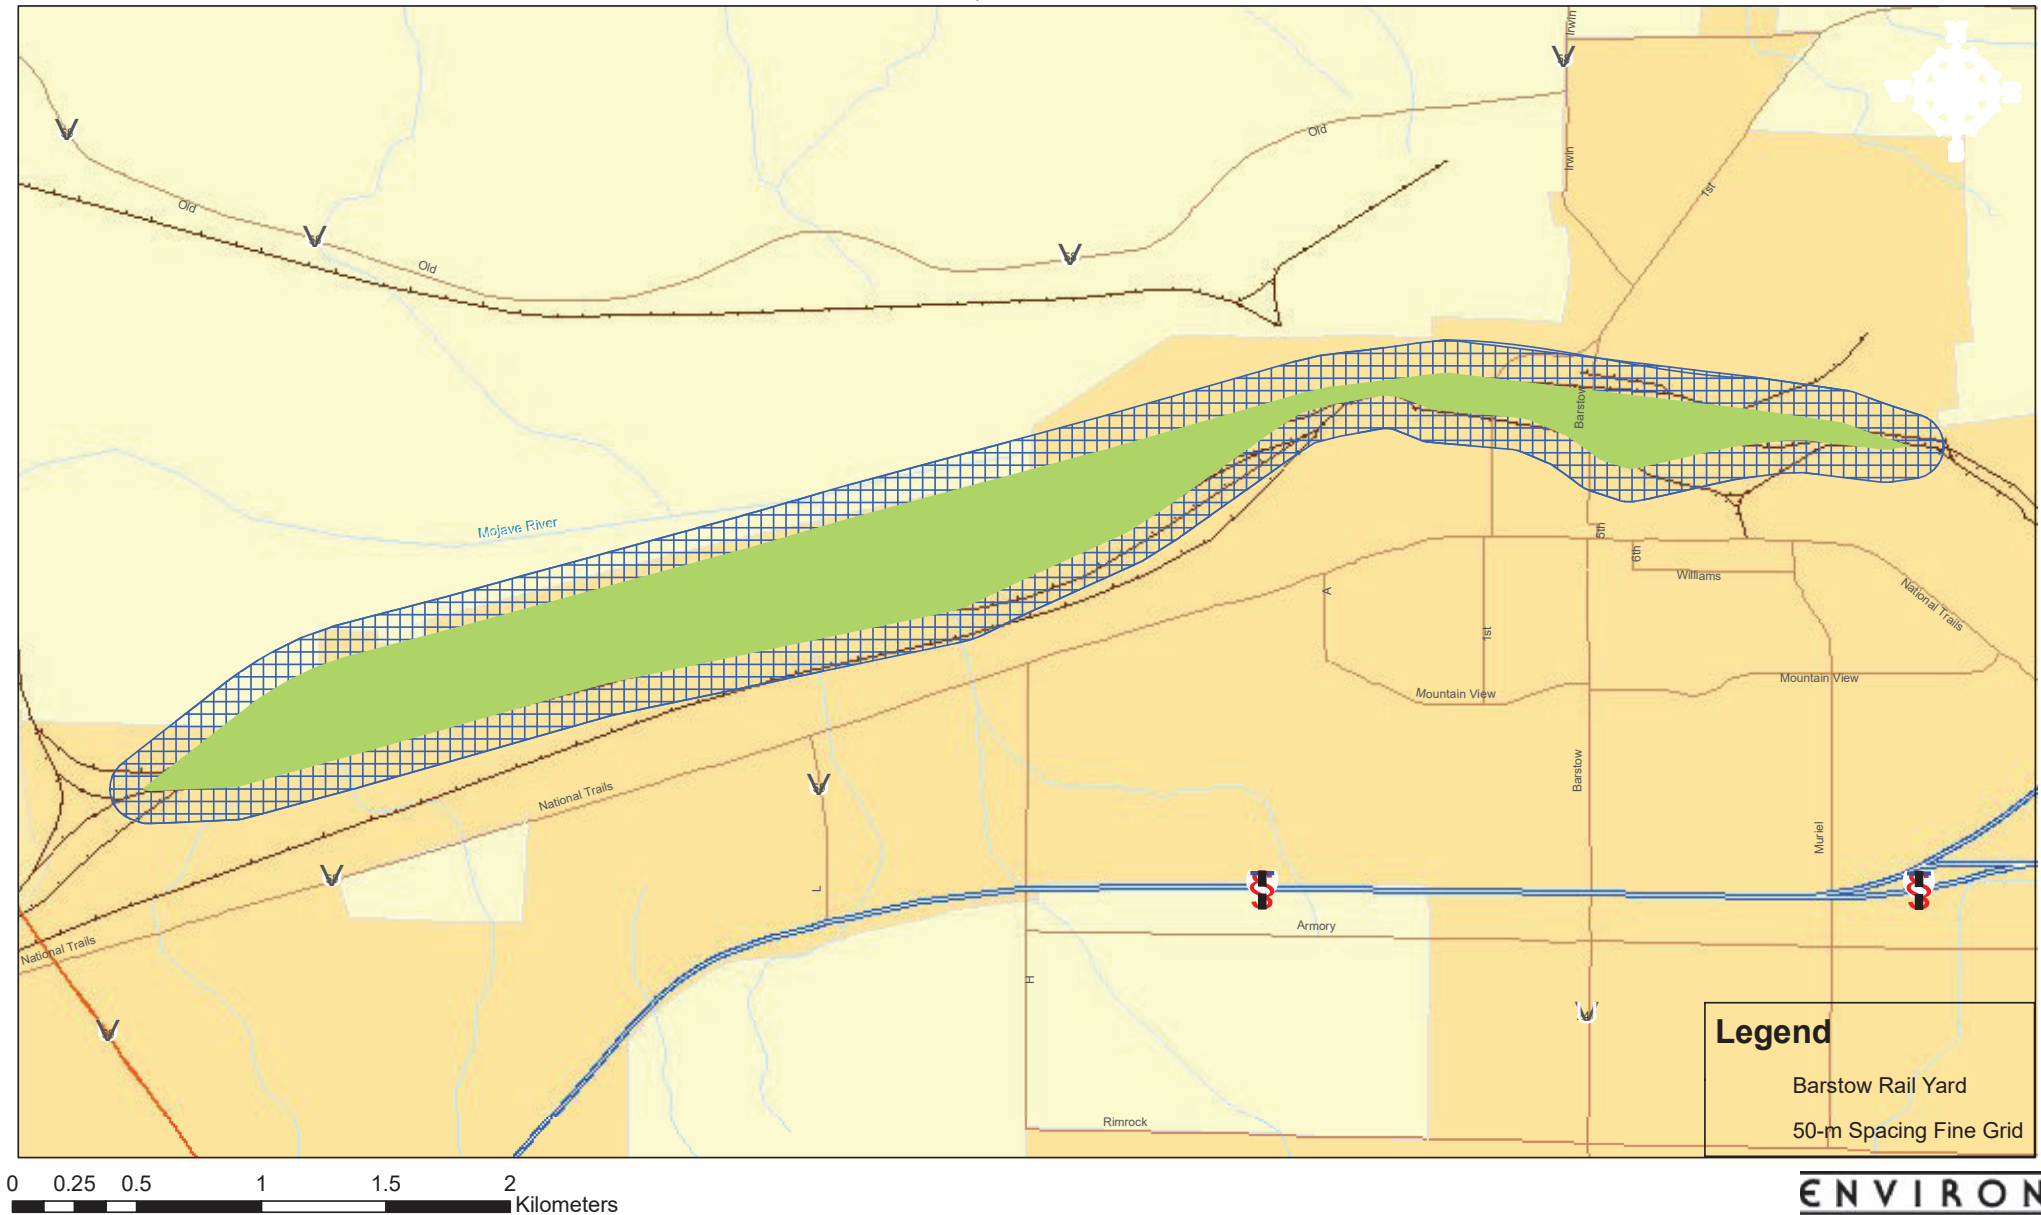 Irwin
Old
Irwin
1st
Old
Old
Barstow
Mojave River
5th
6th
Williams
A
National Trails
1st
Mountain View
Mountain View
Barstow
National Trails
Muriel
L
Armory
National Trails
H
Legend
Barstow Rail Yard
50-m Spacing Fine Grid
Rimrock
0 0.25 0.5 1 1.5 2
Kilometers
ENVIRON